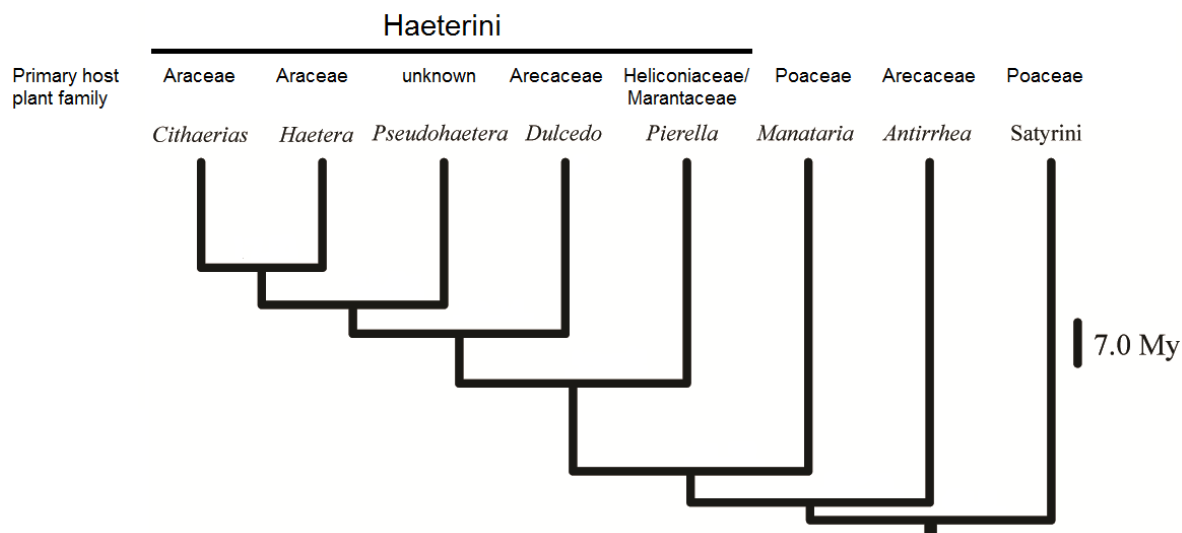 Haeterini
Primary host Araceae Araceae unknown Arecaceae Heliconiaceae/ Poaceae Arecaceae Poaceae
plant family Marantaceae
Cithaerias Haetera Pseudohaetera Dulcedo Pierella Manataria Antirrhea Satyrini
7.0 My